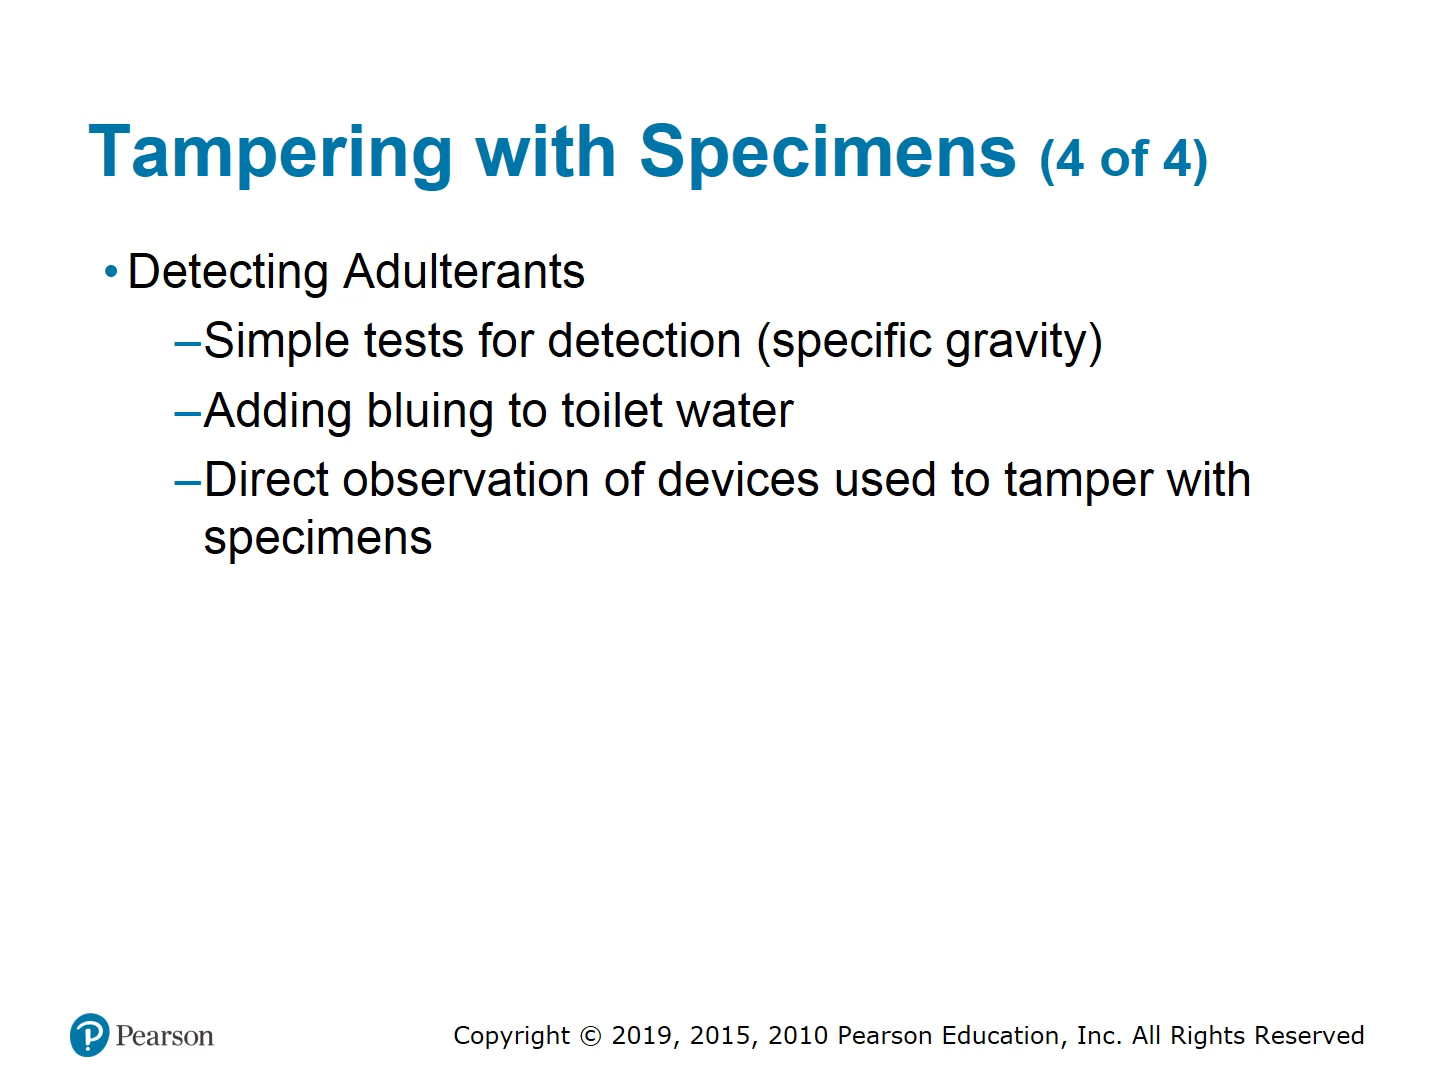 Tampering with Specimens (4 of 4)
• Detecting Adulterants
–Simple tests for detection (specific gravity)
–Adding bluing to toilet water
–Direct observation of devices used to tamper with
specimens
Pearson
Copyright © 2019, 2015, 2010 Pearson Education, Inc. All Rights Reserved